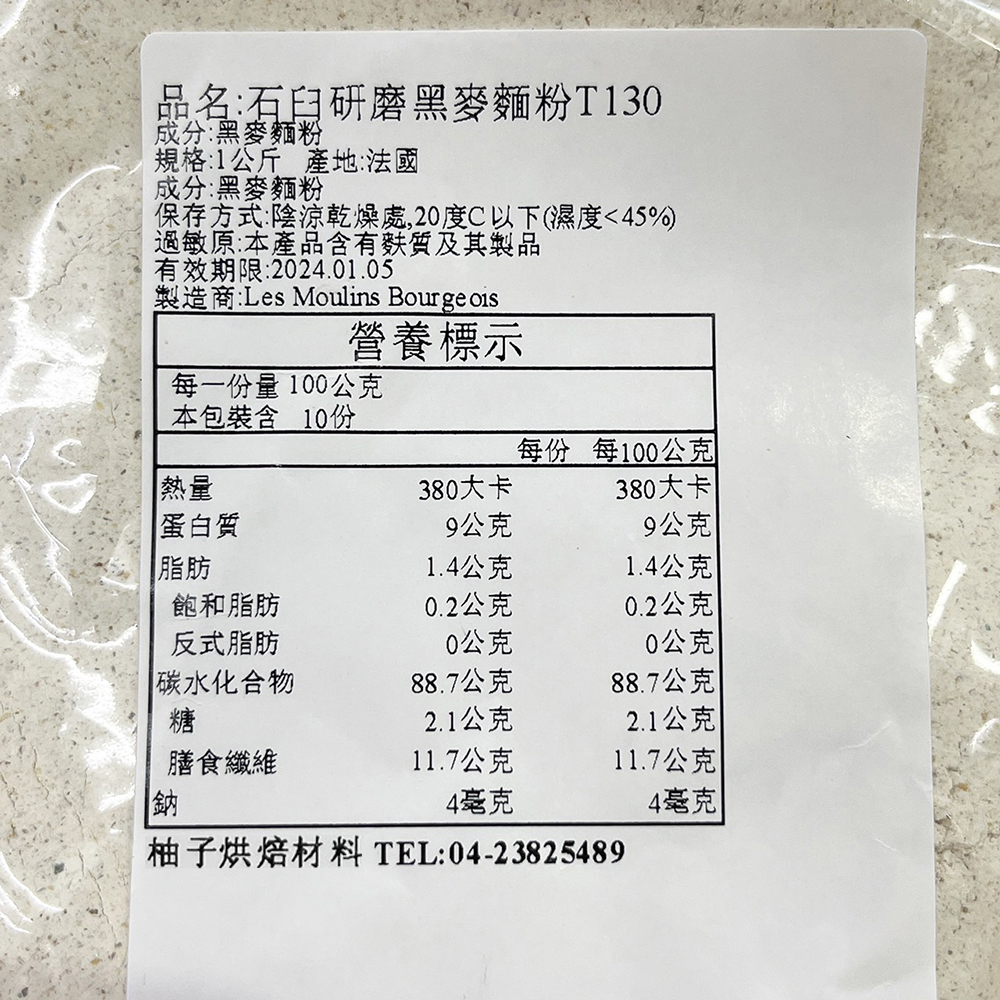 品名:石臼研磨黑麥麵粉T130
成分:黑麥麵粉
規格:1公斤 產地:法國
成分:黑麥麵粉
保存方式:陰涼乾燥處,20度C以下(濕度<45%)
過敏原:本產品含有麩質及其製品
有效期限:2024.01.05
製造商:Les Moulins Bourgeois
營養標示
每一份量 100公克
本包裝含 10份
每份 每100公克
熱量 380大卡 380大卡
蛋白質 9公克 9公克
脂肪 1.4公克 1.4公克
飽和脂肪 0.2公克 0.2公克
反式脂肪 0公克 0公克
碳水化合物 88.7公克 88.7公克
糖 2.1公克 2.1公克
膳食纖維 11.7公克 11.7公克
鈉 4毫克 4毫克
柚子烘焙材料 TEL:04-23825489